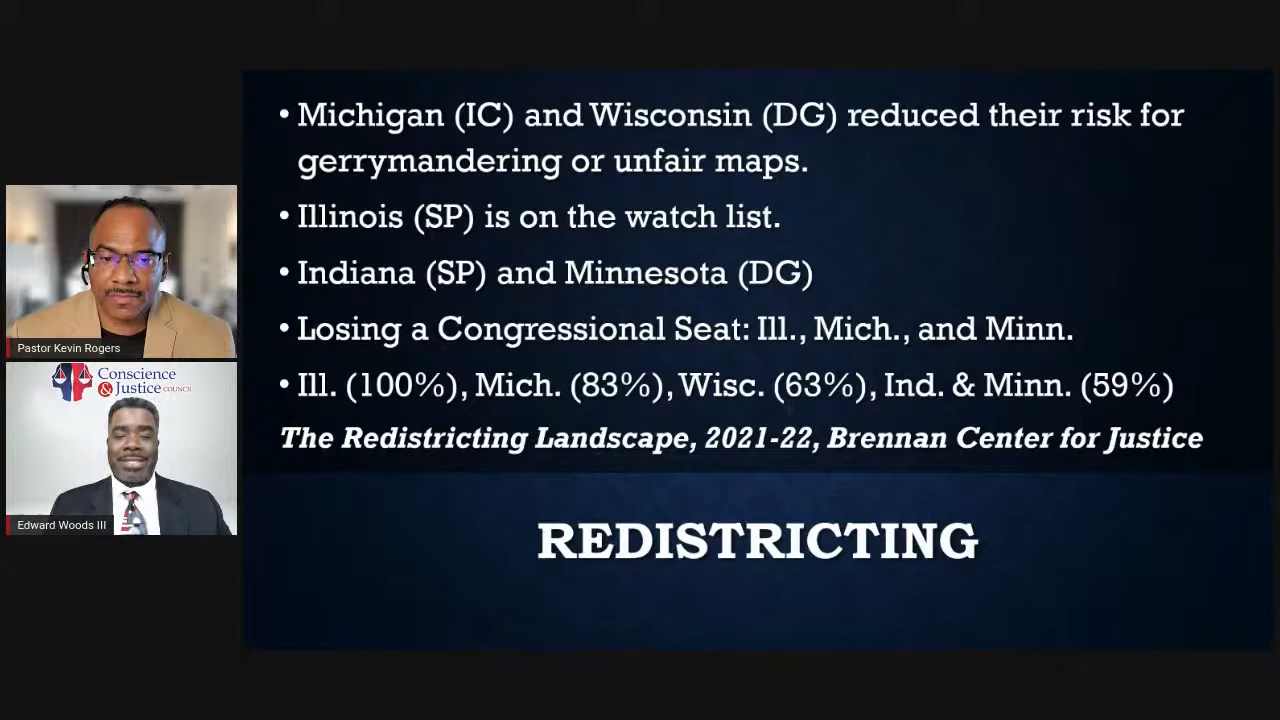 • Michigan (IC) and Wisconsin (DG) reduced their risk for
gerrymandering or unfair maps.
• Illinois (SP) is on the watch list.
• Indiana (SP) and Minnesota (DG)
• Losing a Congressional Seat: Ill., Mich., and Minn.
• Ill. (100%), Mich. (83%), Wisc. (63%), Ind. & Minn. (59%)
The Redistricting Landscape, 2021-22, Brennan Center for Justice
REDISTRICTING
Pastor Kevin Rogers
Conscience
& Justice COUNCIL
Edward Woods III